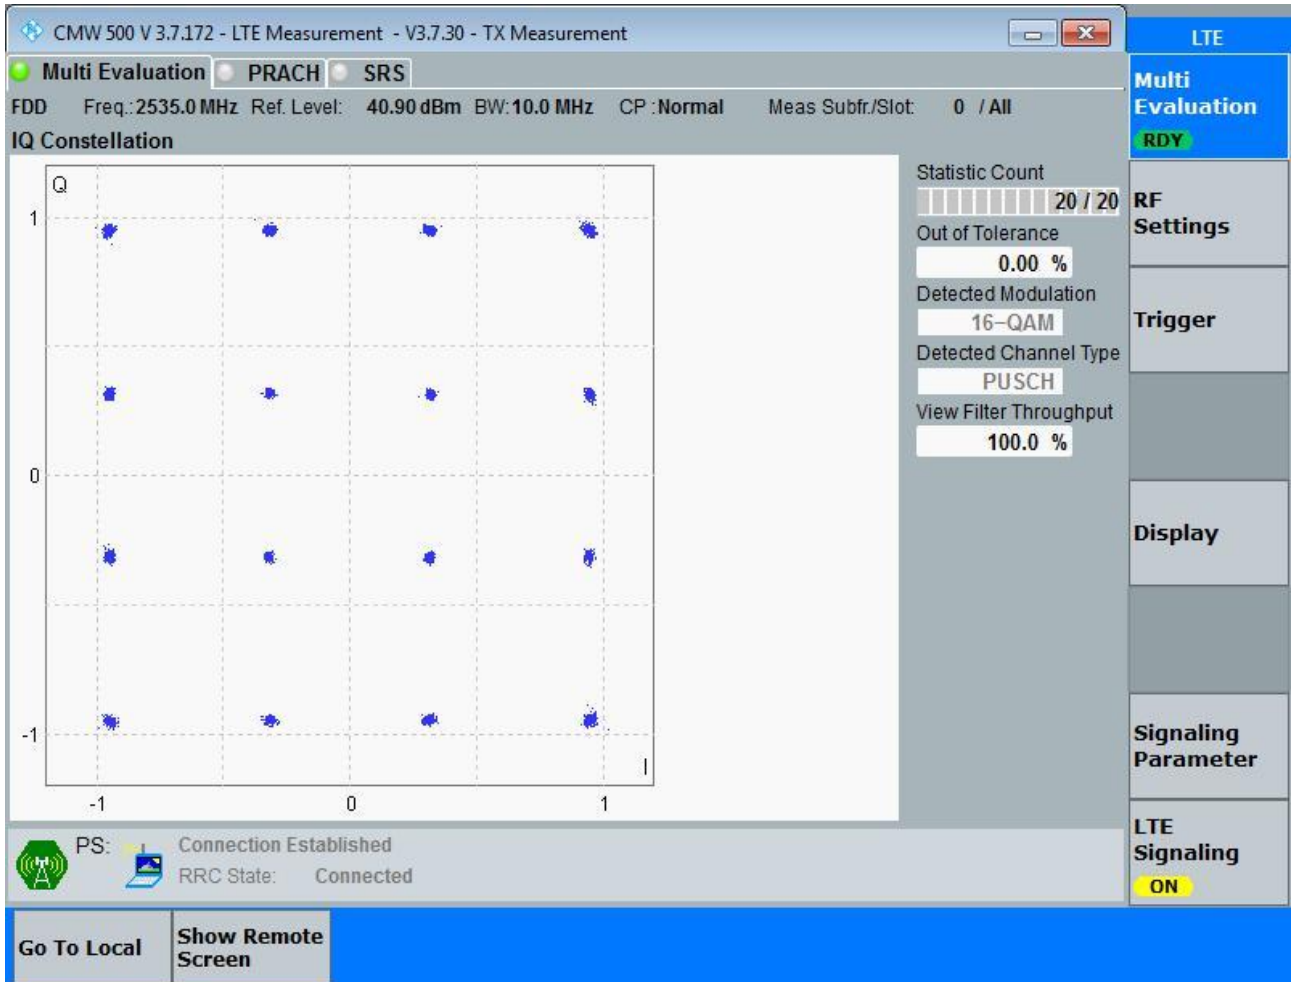 CMW 500 V 3.7.172 - LTE Measurement - V3.7.30 - TX Measurement
LTE
Multi Evaluation PRACH SRS
Multi
Evaluation
RDY
FDD Freq.: 2535.0 MHz Ref. Level: 40.90 dBm BW: 10.0 MHz CP : Normal Meas Subfr./Slot: 0 / All
IQ Constellation
Q
1
0
-1
-1 0 1
I
Statistic Count
20 / 20
Out of Tolerance
0.00 %
Detected Modulation
16-QAM
Detected Channel Type
PUSCH
View Filter Throughput
100.0 %
RF
Settings
Trigger
Display
Signaling
Parameter
LTE
Signaling
ON
PS: Connection Established
RRC State: Connected
Go To Local
Show Remote
Screen